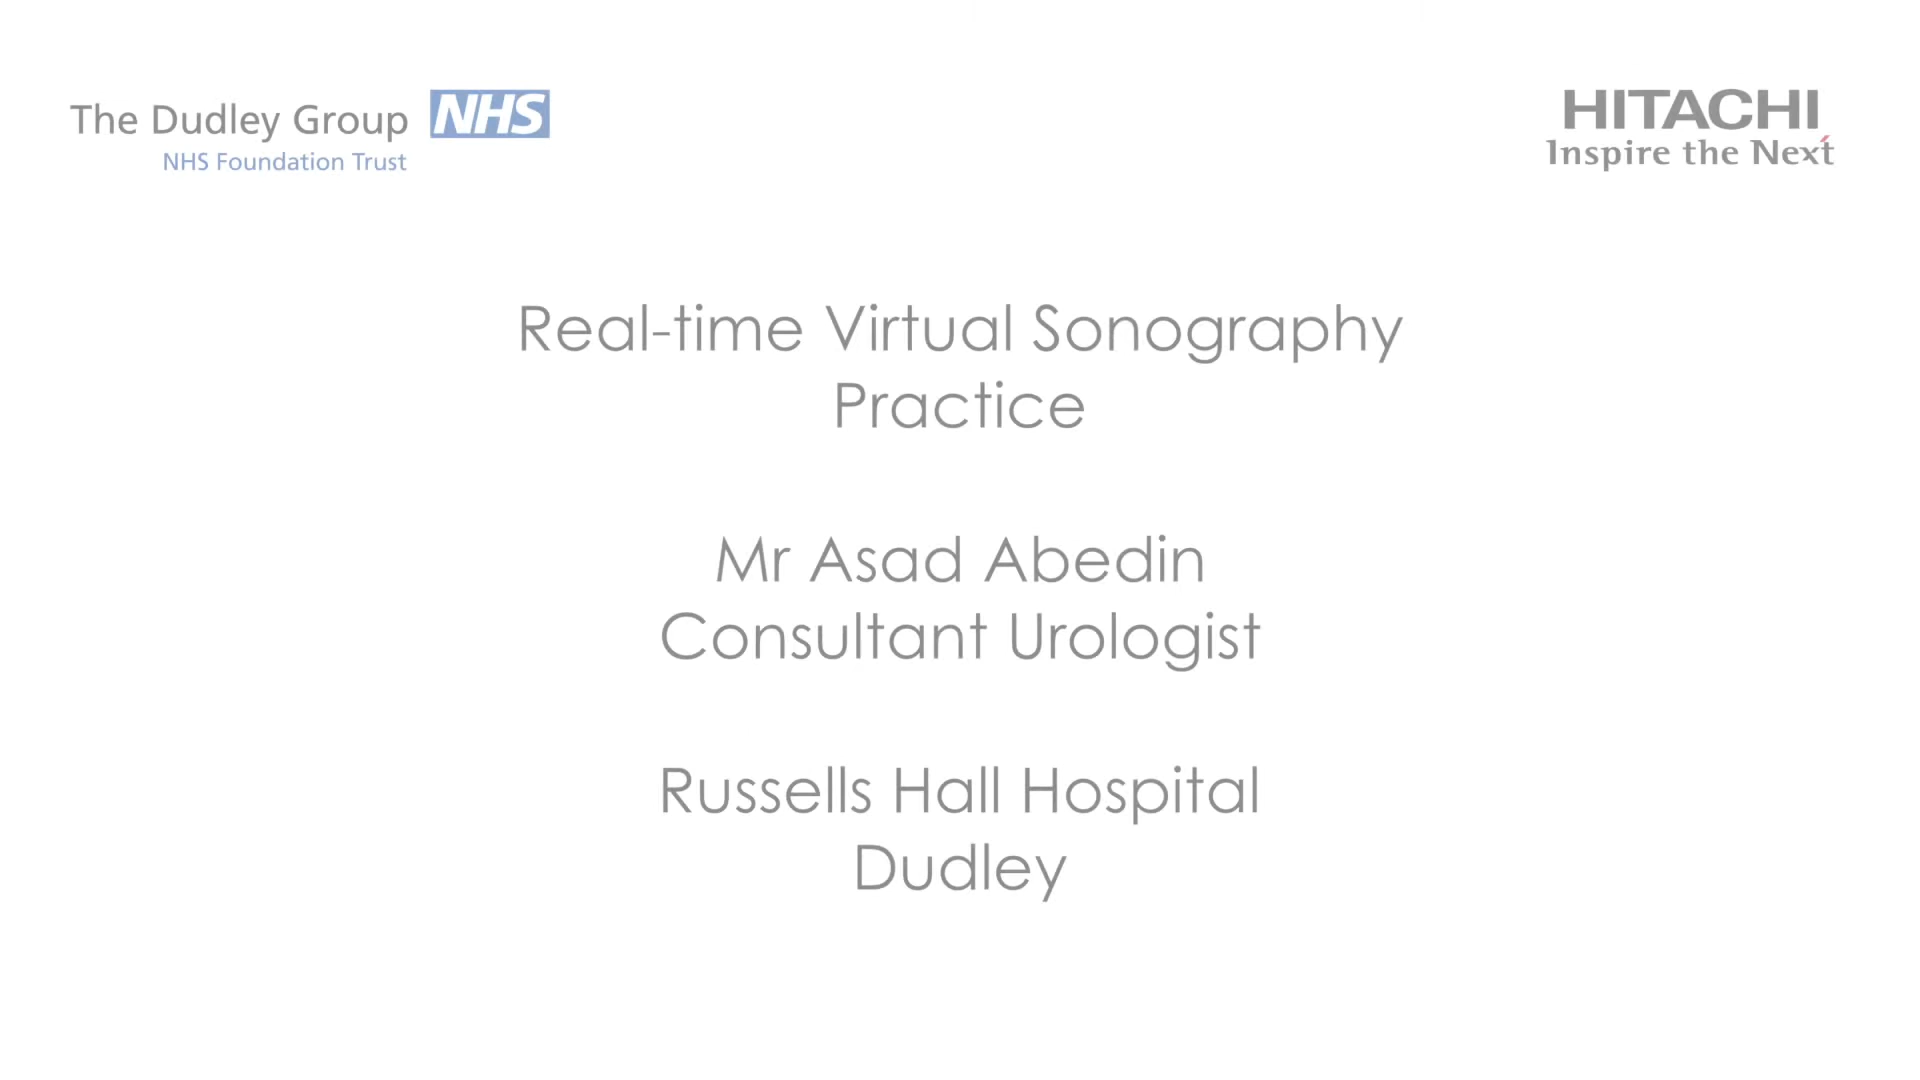 The Dudley Group NHS
NHS Foundation Trust
HITACHI
Inspire the Next
Real-time Virtual Sonography
Practice
Mr Asad Abedin
Consultant Urologist
Russells Hall Hospital
Dudley